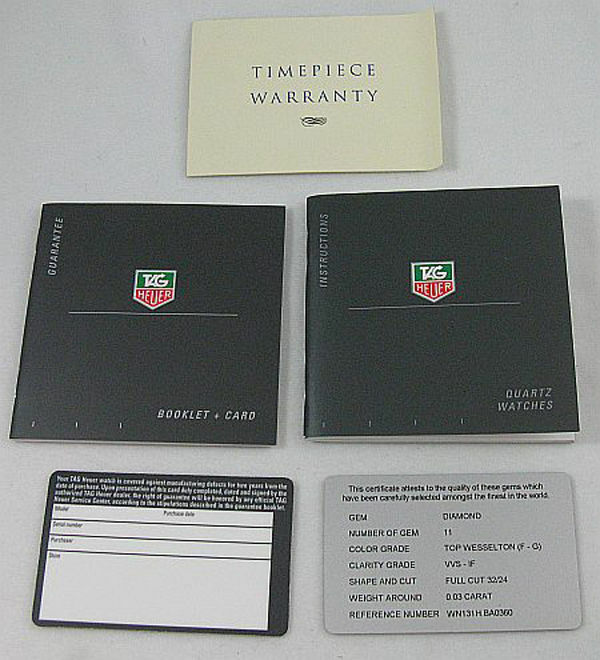 TIMEPIECE
WARRANTY
GUARANTEE
TAG
HEUER
BOOKLET + CARD
INSTRUCTIONS
TAG
HEUER
QUARTZ
WATCHES
Your TAG Heuer watch is covered against manufacturing defects for two years from the
date of purchase. Upon presentation of this card duly completed, dated and signed by the
authorized TAG Heuer dealer, the right of guarantee will be honored by any official TAG
Heuer Service Center, according to the stipulations described in the guarantee booklet.
Model
Purchase date
Serial number
Purchaser
Store
This certificate attests to the quality of these gems which
have been carefully selected amongst the finest in the world.
GEM DIAMOND
NUMBER OF GEM 11
COLOR GRADE TOP WESSELTON (F - G)
CLARITY GRADE VVS - IF
SHAPE AND CUT FULL CUT 32/24
WEIGHT AROUND 0.03 CARAT
REFERENCE NUMBER WN131H BA0360